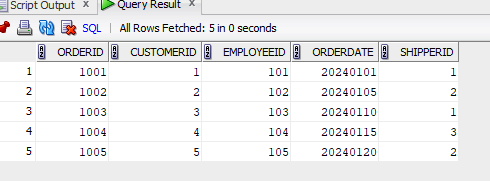 Script Output × Query Result ×
SQL | All Rows Fetched: 5 in 0 seconds
ORDERID CUSTOMERID EMPLOYEEID ORDERDATE SHIPPERID
1 1001 1 101 20240101 1
2 1002 2 102 20240105 2
3 1003 3 103 20240110 1
4 1004 4 104 20240115 3
5 1005 5 105 20240120 2